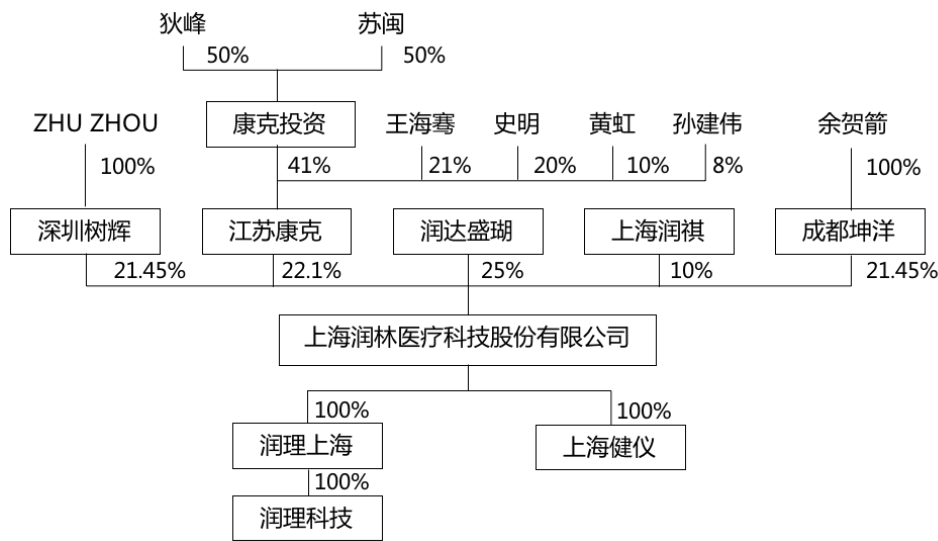 狄峰 苏闽
50% 50%
ZHU ZHOU 康克投资 王海骞 史明 黄虹 孙建伟 余贺箭
100% 41% 21% 20% 10% 8% 100%
深圳树辉 江苏康克 润达盛瑚 上海润祺 成都坤洋
21.45% 22.1% 25% 10% 21.45%
上海润林医疗科技股份有限公司
100% 100%
润理上海 上海健仪
100%
润理科技